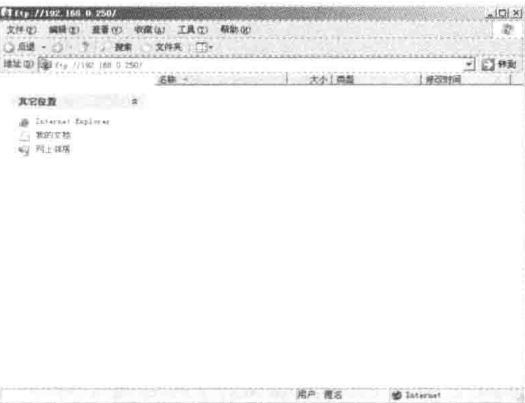 ftp://192.168.0.250/
文件(F) 编辑(E) 查看(V) 收藏(A) 工具(T) 帮助(H)
后退 搜索 文件夹
地址(D) ftp://192.168.0.250/ 转到
名称 大小 类型 修改时间
其它位置
Internet Explorer
我的文档
网上邻居
用户: 匿名 Internet